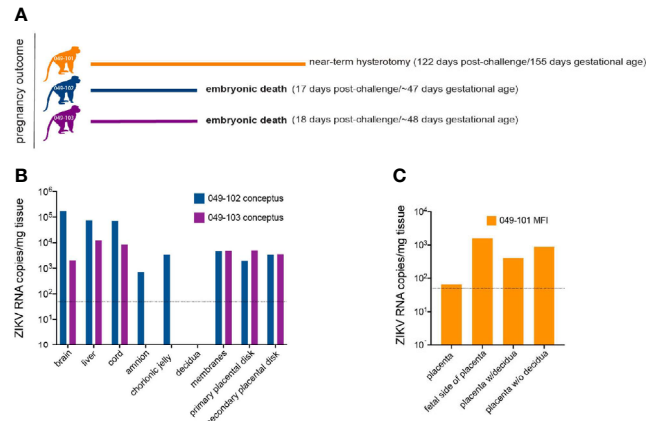 A
pregnancy outcome
049-101
near-term hysterotomy (122 days post-challenge/155 days gestational age)
049-102
embryonic death (17 days post-challenge/~47 days gestational age)
049-103
embryonic death (18 days post-challenge/~48 days gestational age)
B
ZIKV RNA copies/mg tissue
10⁶
10⁵
10⁴
10³
10²
10¹
10⁰
049-102 conceptus
049-103 conceptus
brain
liver
cord
amnion
chorionic jelly
decidua
membranes
primary placental disk
secondary placental disk
C
ZIKV RNA copies/mg tissue
10⁵
10⁴
10³
10²
10¹
049-101 MFI
placenta
fetal side of placenta
placenta w/decidua
placenta w/o decidua